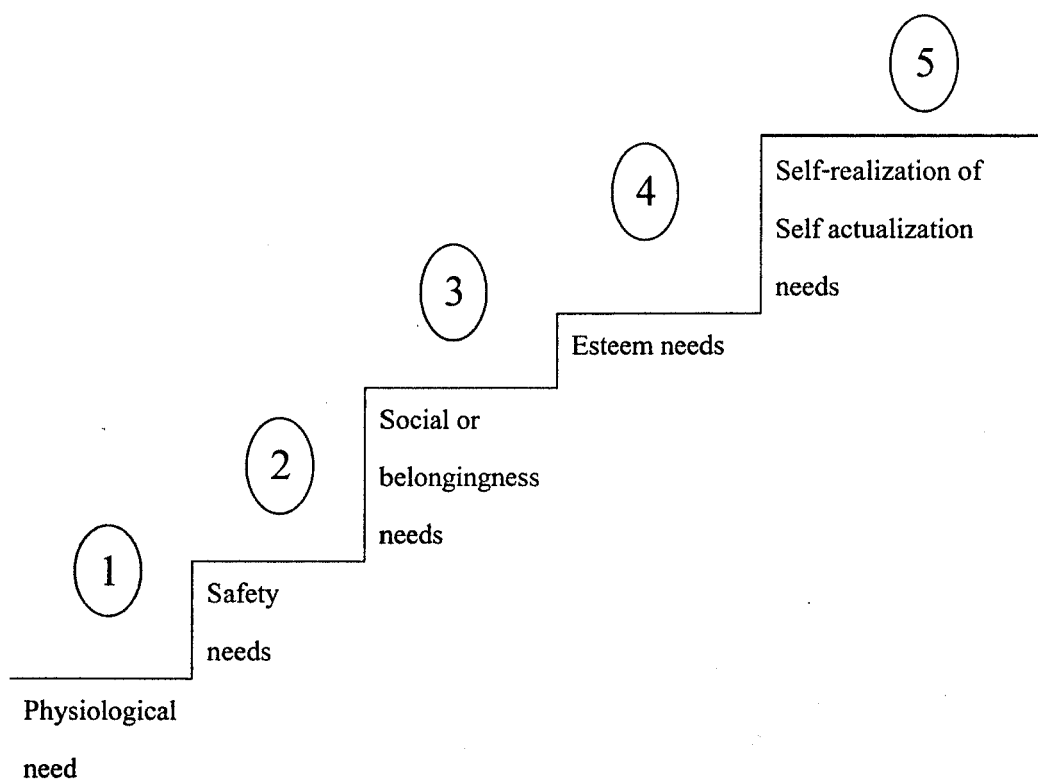 5
Self-realization of
Self actualization
needs
4
Esteem needs
3
Social or
belongingness
needs
2
Safety
needs
1
Physiological
need